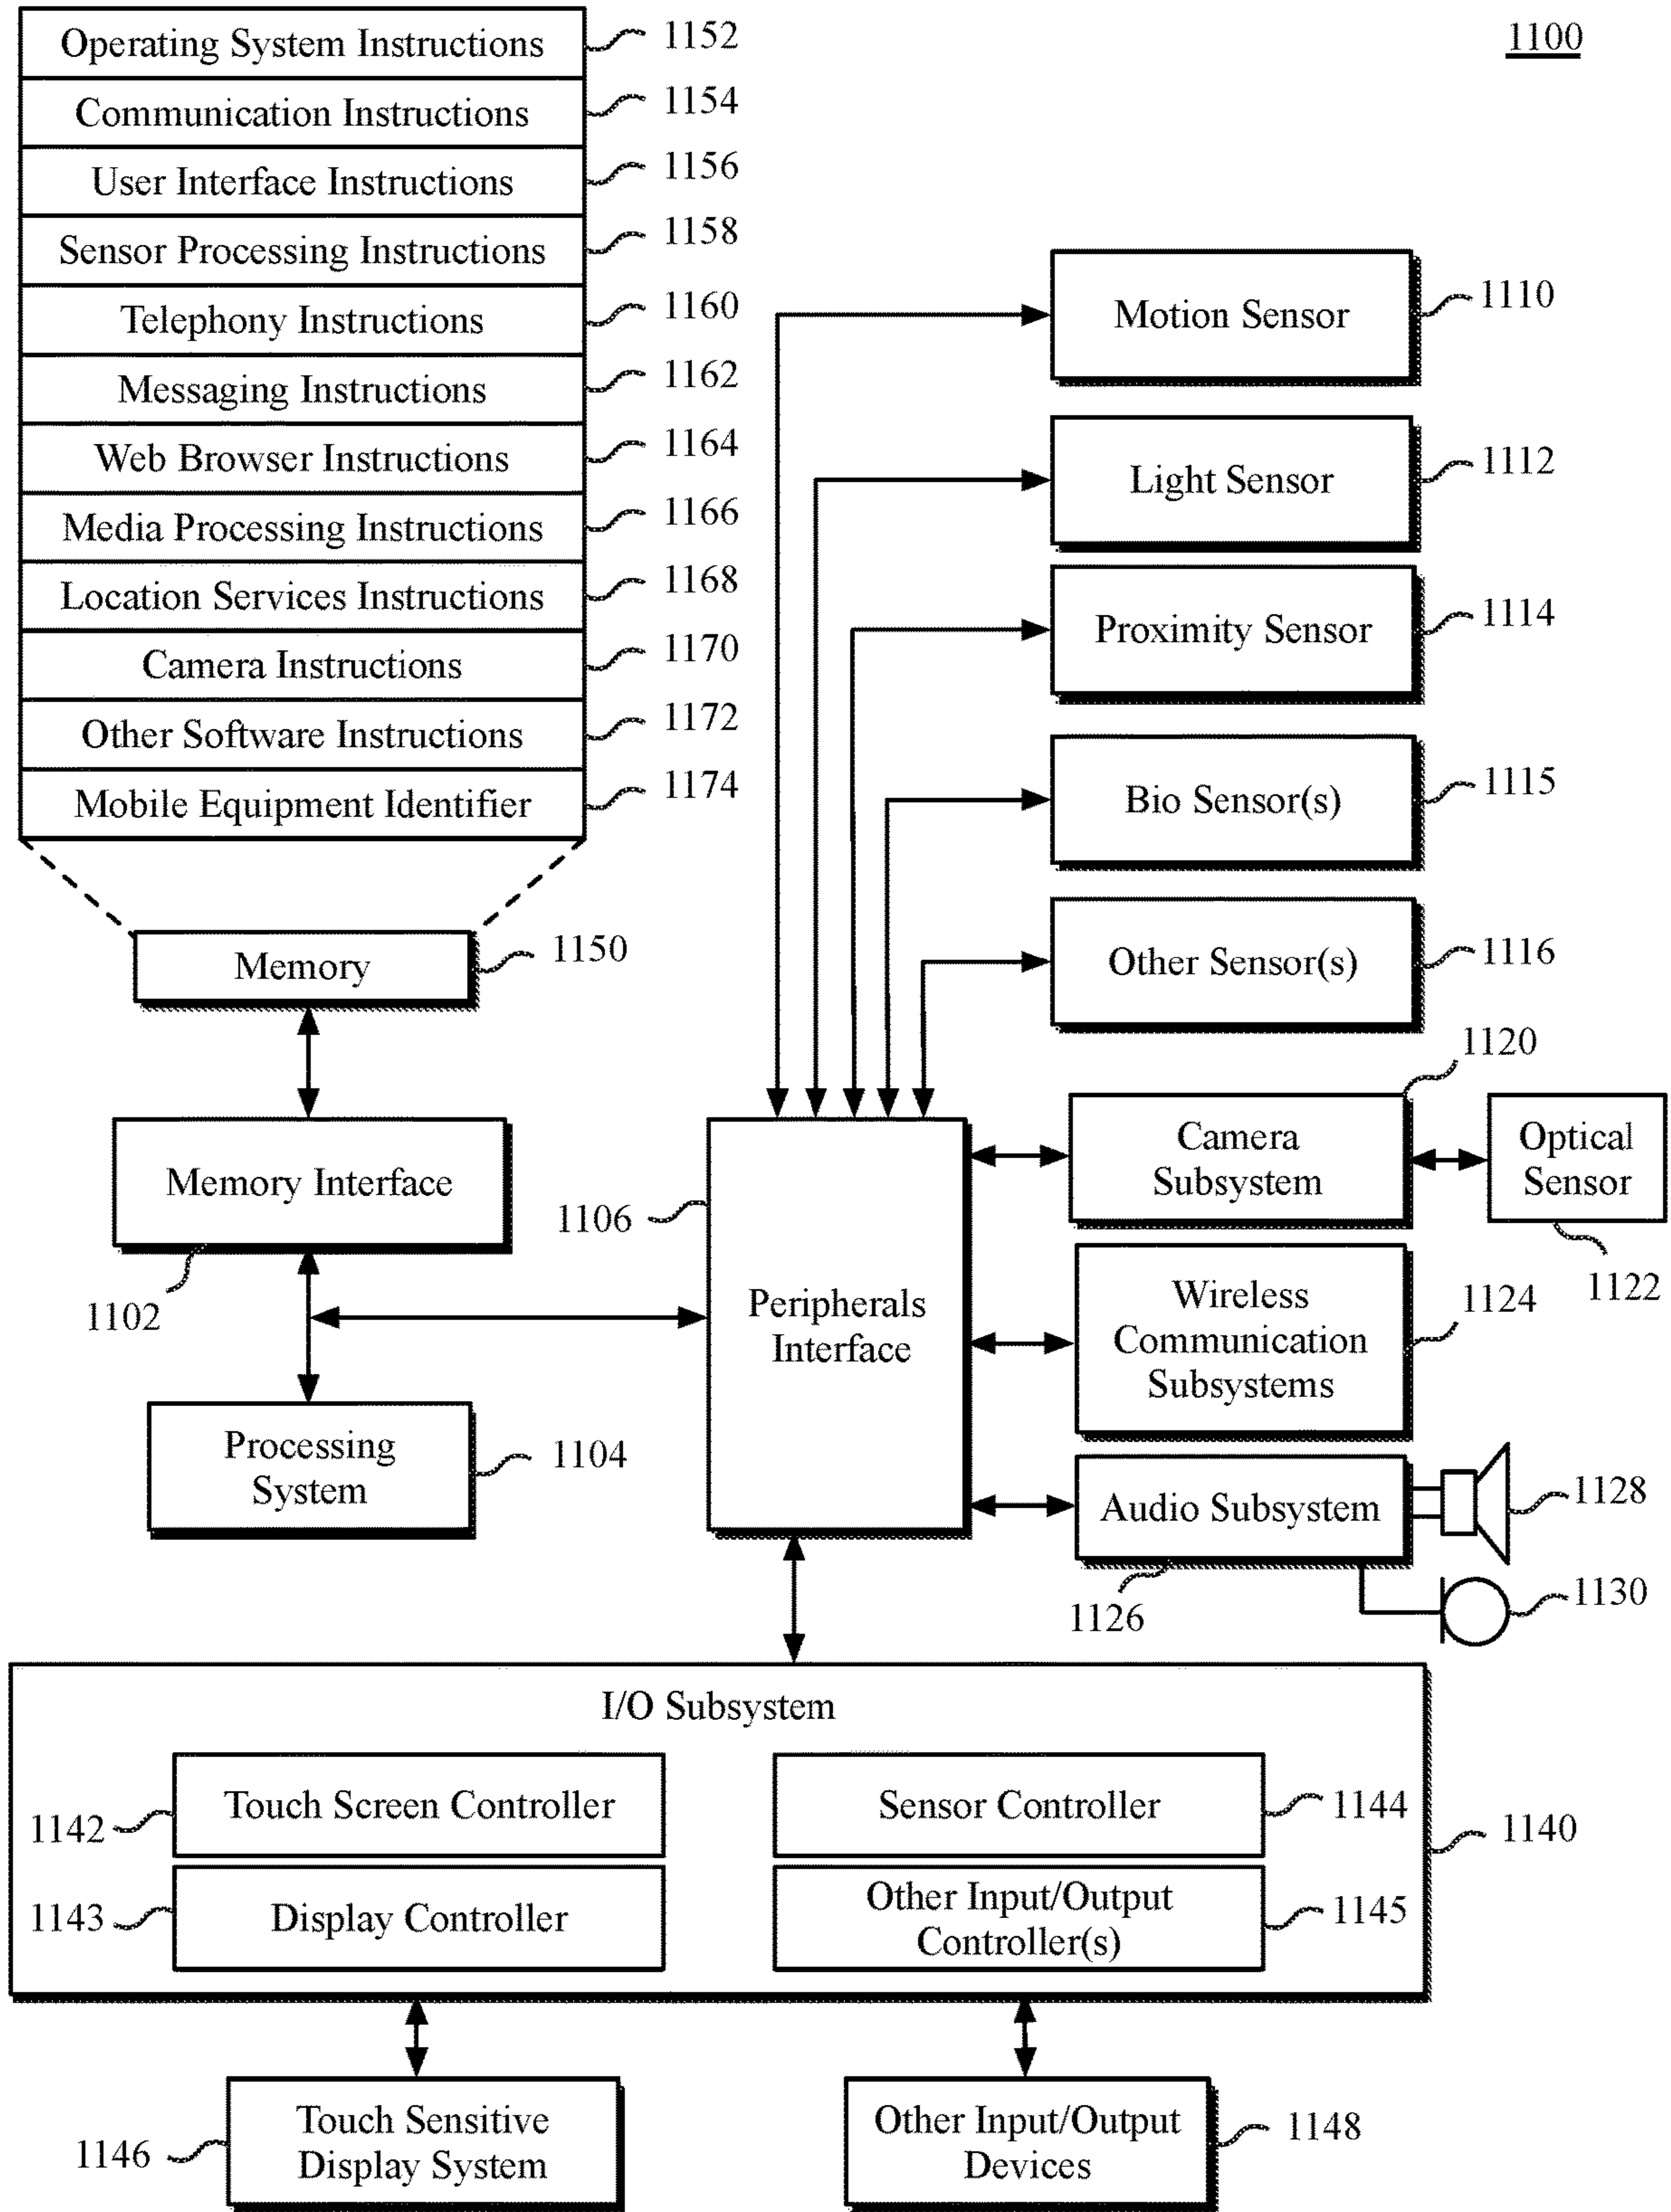 1100
Operating System Instructions
1152
Communication Instructions
1154
User Interface Instructions
1156
Sensor Processing Instructions
1158
Telephony Instructions
1160
Messaging Instructions
1162
Web Browser Instructions
1164
Media Processing Instructions
1166
Location Services Instructions
1168
Camera Instructions
1170
Other Software Instructions
1172
Mobile Equipment Identifier
1174
Memory
1150
Memory Interface
1102
Processing
System
1104
Motion Sensor
1110
Light Sensor
1112
Proximity Sensor
1114
Bio Sensor(s)
1115
Other Sensor(s)
1116
1106
Peripherals
Interface
1120
Camera
Subsystem
Optical
Sensor
1122
Wireless
Communication
Subsystems
1124
Audio Subsystem
1126
1128
1130
I/O Subsystem
1140
1142
Touch Screen Controller
Sensor Controller
1144
1143
Display Controller
Other Input/Output
Controller(s)
1145
1146
Touch Sensitive
Display System
Other Input/Output
Devices
1148